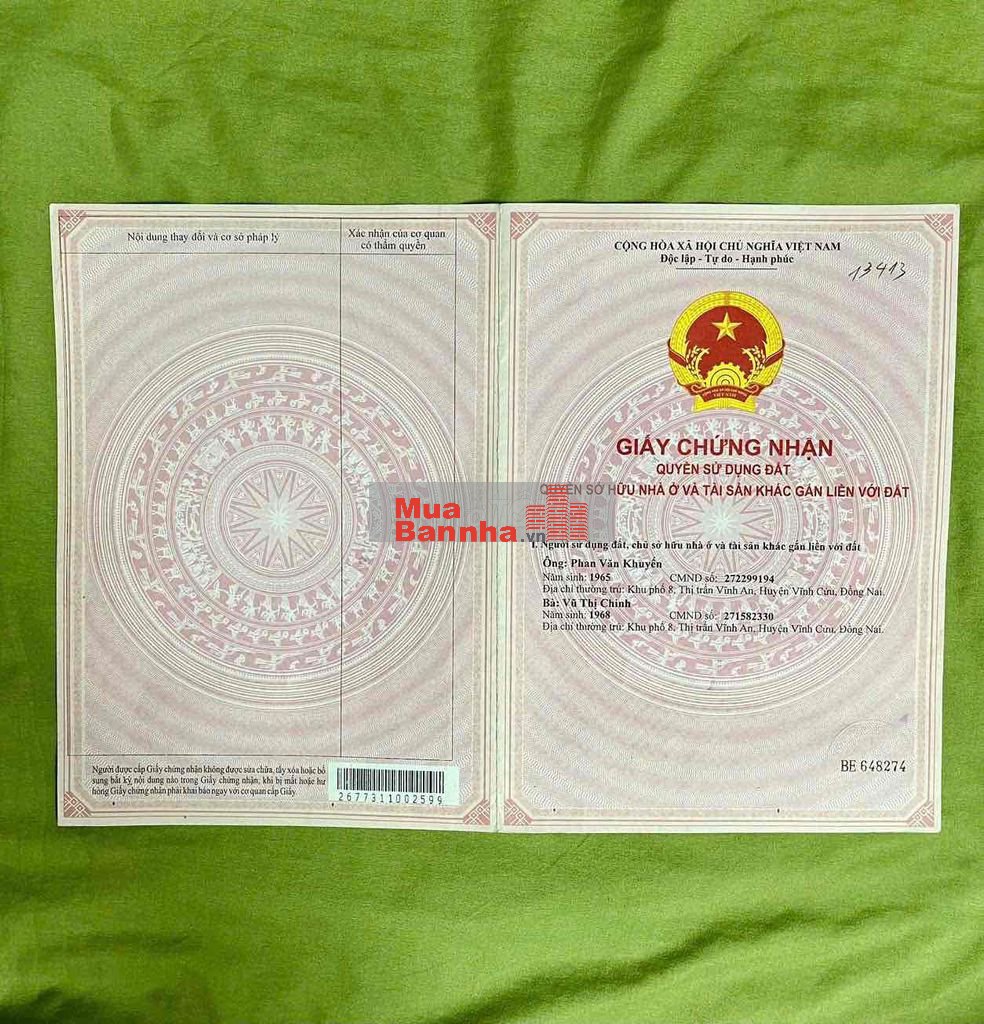 Nội dung thay đổi và cơ sở pháp lý
Xác nhận của cơ quan
có thẩm quyền
Người được cấp Giấy chứng nhận không được sửa chữa, tẩy xóa hoặc bổ
sung bất kỳ nội dung nào trong Giấy chứng nhận, khi bị mất hoặc hư
hỏng Giấy chứng nhận phải khai báo ngay với cơ quan cấp Giấy.
2677311002599
CỘNG HÒA XÃ HỘI CHỦ NGHĨA VIỆT NAM
Độc lập - Tự do - Hạnh phúc
13413
GIẤY CHỨNG NHẬN
QUYỀN SỬ DỤNG ĐẤT
QUYỀN SỞ HỮU NHÀ Ở VÀ TÀI SẢN KHÁC GẮN LIỀN VỚI ĐẤT
Mua
Bannha.vn
I. Người sử dụng đất, chủ sở hữu nhà ở và tài sản khác gắn liền với đất
Ông: Phan Văn Khuyến
Năm sinh: 1965 CMND số: 272299194
Địa chỉ thường trú: Khu phố 8, Thị trấn Vĩnh An, Huyện Vĩnh Cửu, Đồng Nai.
Bà: Vũ Thị Chinh
Năm sinh: 1968 CMND số: 271582330
Địa chỉ thường trú: Khu phố 8, Thị trấn Vĩnh An, Huyện Vĩnh Cửu, Đồng Nai.
BE 648274